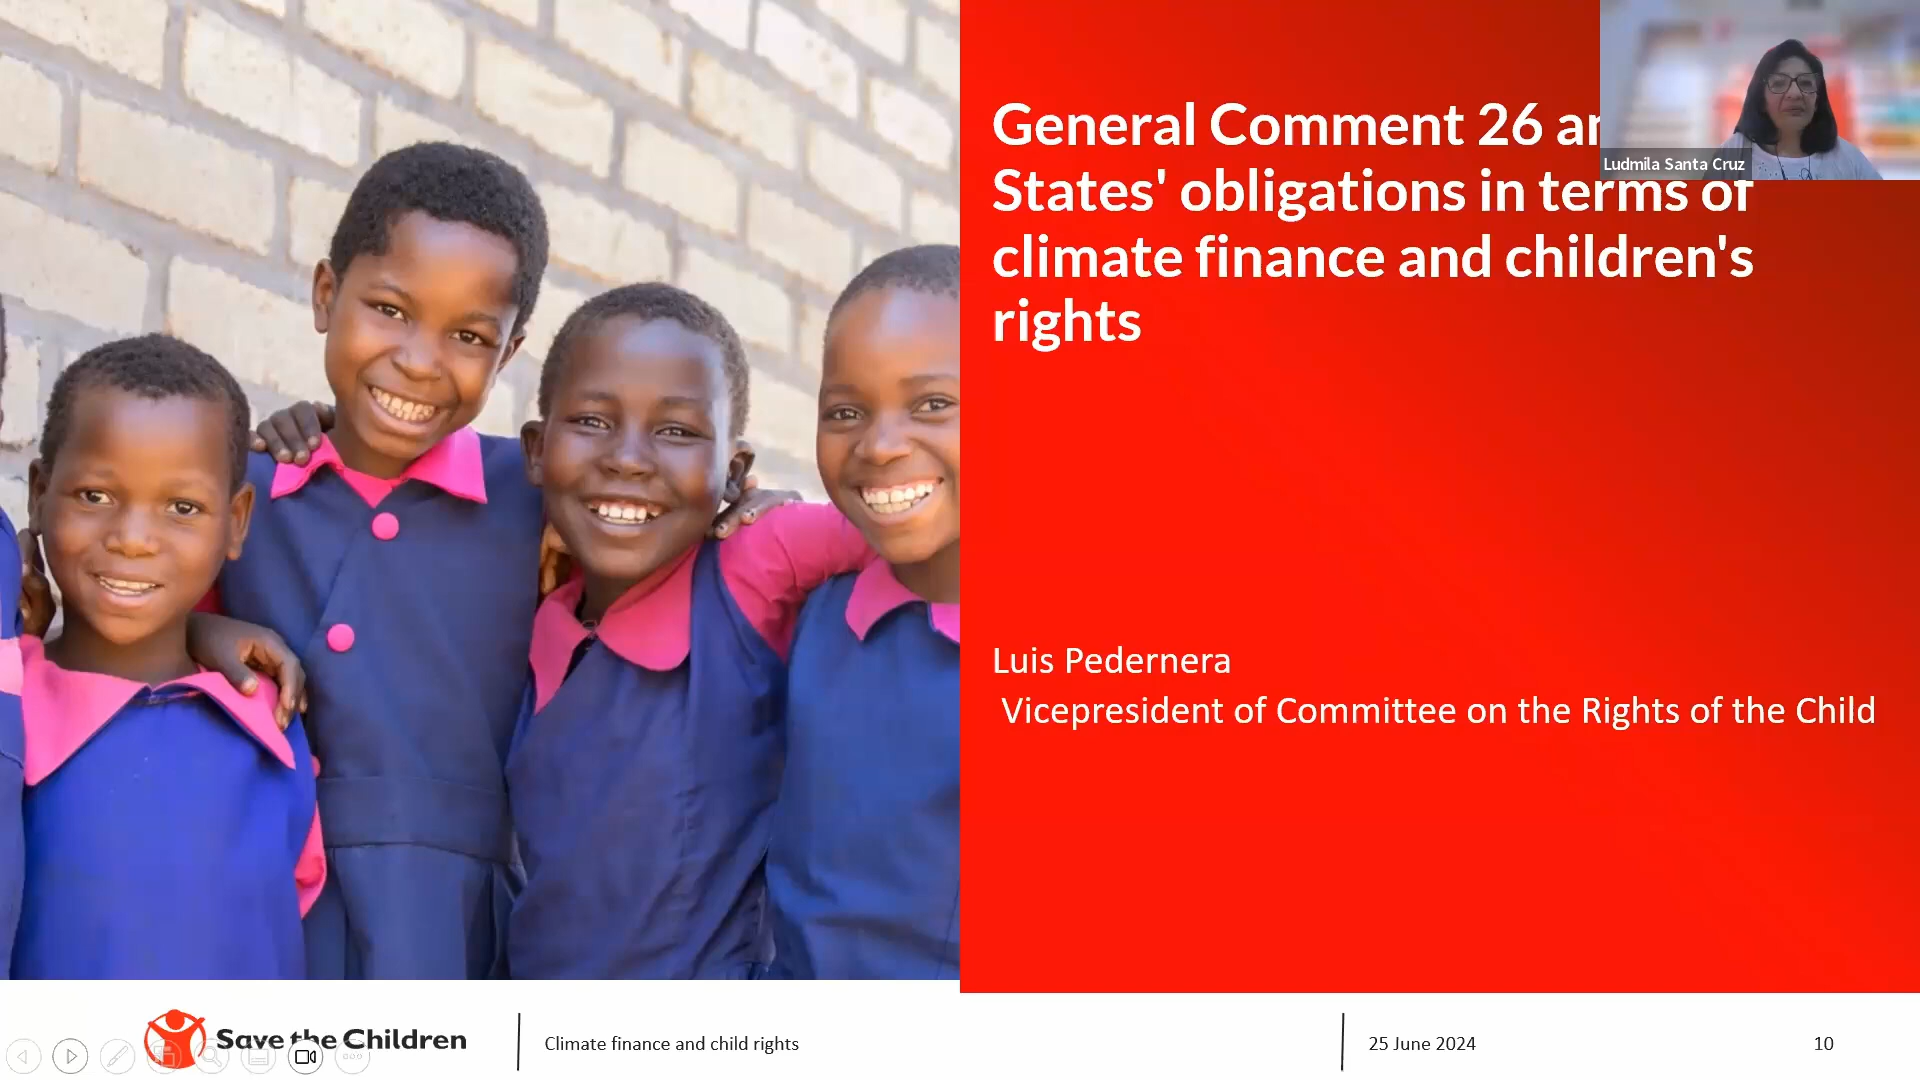 General Comment 26
States' obligations in terms of
climate finance and children's
rights
Ludmila Santa Cruz
Luis Pedernera
Vicepresident of Committee on the Rights of the Child
Save the Children
Climate finance and child rights
25 June 2024
10